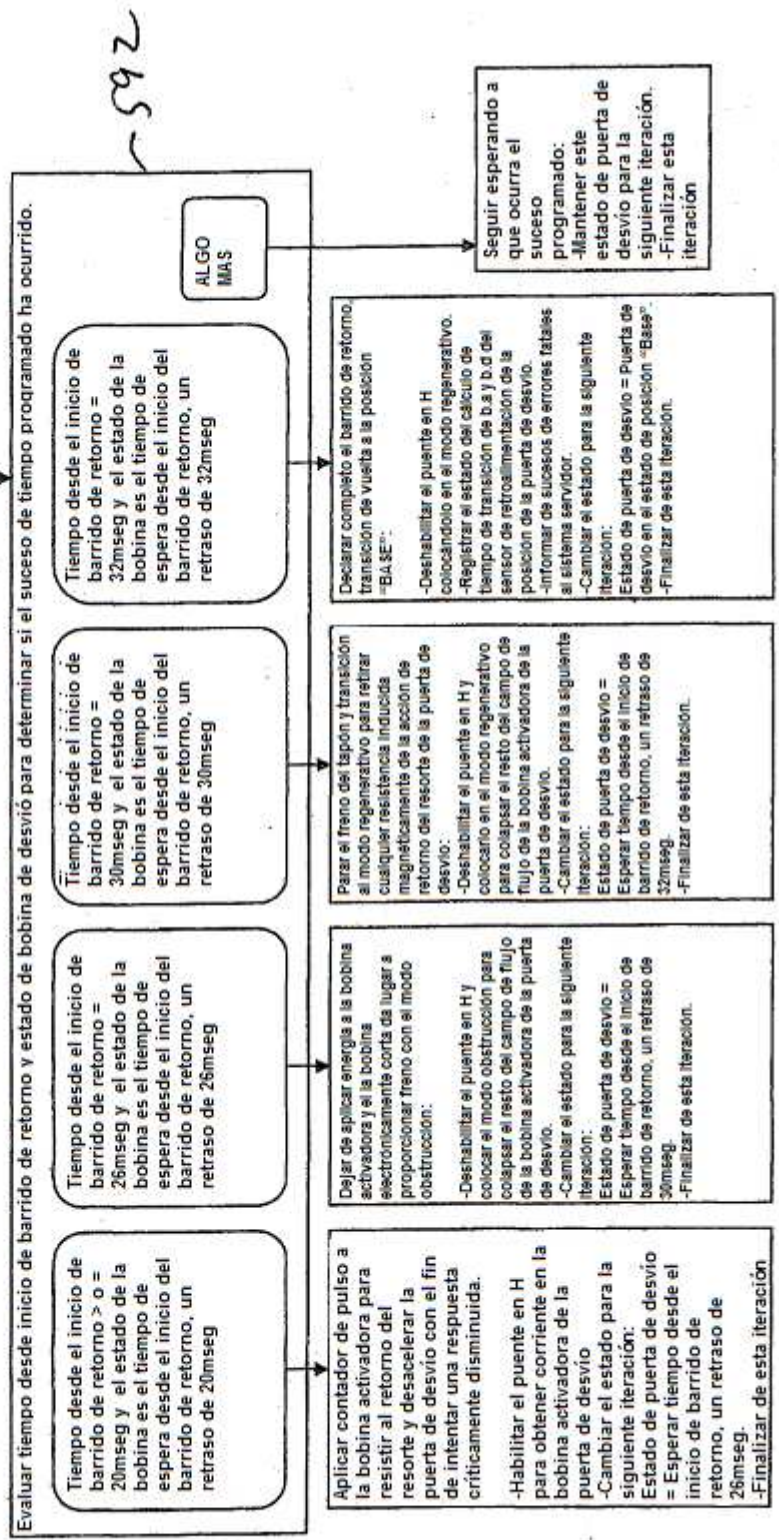 Evaluar tiempo desde inicio de barrido de retorno y estado de bobina de desvió para determinar si el suceso de tiempo programado ha ocurrido.
592
Tiempo desde el inicio de
barrido de retorno > o =
20mseg y el estado de la
bobina es el tiempo de
espera desde el inicio del
barrido de retorno, un
retraso de 20mseg
Tiempo desde el inicio de
barrido de retorno =
26mseg y el estado de la
bobina es el tiempo de
espera desde el inicio del
barrido de retorno, un
retraso de 26mseg
Tiempo desde el inicio de
barrido de retorno =
30mseg y el estado de la
bobina es el tiempo de
espera desde el inicio del
barrido de retorno, un
retraso de 30mseg
Tiempo desde el inicio de
barrido de retorno =
32mseg y el estado de la
bobina es el tiempo de
espera desde el inicio del
barrido de retorno, un
retraso de 32mseg
ALGO
MAS
Aplicar contador de pulso a
la bobina activadora para
resistir al retorno del
resorte y desacelerar la
puerta de desvío con el fin
de intentar una respuesta
críticamente disminuida.
-Habilitar el puente en H
para obtener corriente en la
bobina activadora de la
puerta de desvío
-Cambiar el estado para la
siguiente iteración:
Estado de puerta de desvío
= Esperar tiempo desde el
inicio de barrido de
retorno, un retraso de
26mseg.
-Finalizar de esta iteración
Dejar de aplicar energía a la bobina
activadora y el la bobina
electrónicamente corta da lugar a
proporcionar freno con el modo
obstrucción:
-Deshabilitar el puente en H y
colocar el modo obstrucción para
colapsar el resto del campo de flujo
de la bobina activadora de la puerta
de desvío.
-Cambiar el estado para la siguiente
iteración:
Estado de puerta de desvío =
Esperar tiempo desde el inicio de
barrido de retorno, un retraso de
30mseg.
-Finalizar de esta iteración.
Parar el freno del tapón y transición
al modo regenerativo para retirar
cualquier resistencia inducida
magnéticamente de la acción de
retorno del resorte de la puerta de
desvío:
-Deshabilitar el puente en H y
colocarlo en el modo regenerativo
para colapsar el resto del campo de
flujo de la bobina activadora de la
puerta de desvío.
-Cambiar el estado para la siguiente
iteración:
Estado de puerta de desvío =
Esperar tiempo desde el inicio de
barrido de retorno, un retraso de
32mseg.
-Finalizar de esta iteración.
Declarar completo el barrido de retorno,
transición de vuelta a la posición
"BASE":
-Deshabilitar el puente en H
colocándolo en el modo regenerativo.
-Registrar el estado del cálculo de
tiempo de transición de b.a y b.d del
sensor de retroalimentación de la
posición de la puerta de desvío.
-Informar de sucesos de errores fatales
al sistema servidor.
-Cambiar el estado para la siguiente
iteración:
Estado de puerta de desvío = Puerta de
desvío en el estado de posición "Base".
-Finalizar de esta iteración.
Seguir esperando a
que ocurra el
suceso
programado:
-Mantener este
estado de puerta de
desvío para la
siguiente iteración.
-Finalizar esta
iteración